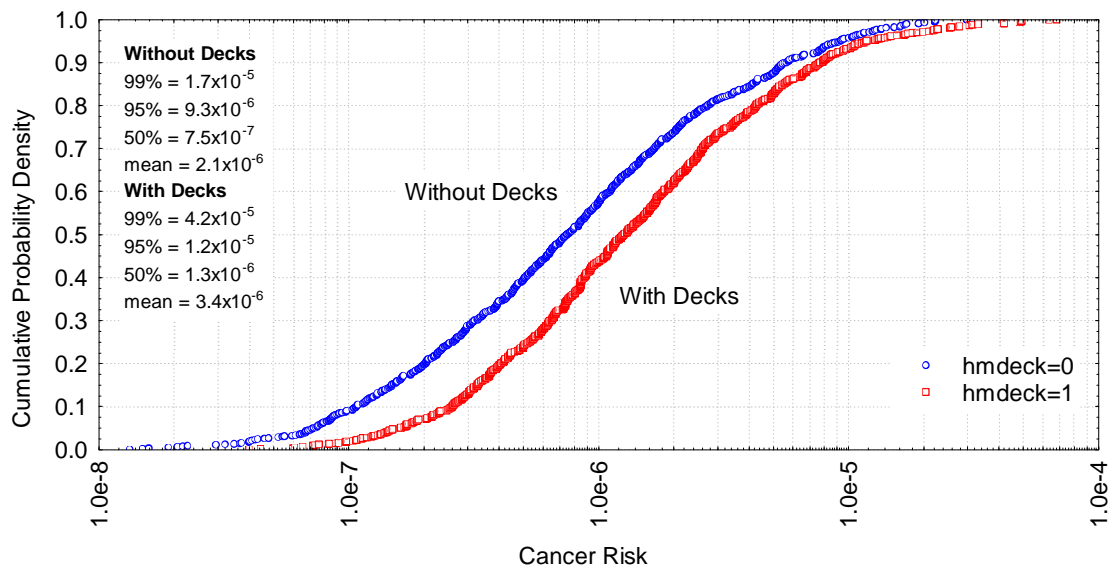 Cumulative Probability Density
1.0
0.9
0.8
0.7
0.6
0.5
0.4
0.3
0.2
0.1
0.0
Without Decks
99% = 1.7x10⁻⁵
95% = 9.3x10⁻⁶
50% = 7.5x10⁻⁷
mean = 2.1x10⁻⁶
With Decks
99% = 4.2x10⁻⁵
95% = 1.2x10⁻⁵
50% = 1.3x10⁻⁶
mean = 3.4x10⁻⁶
Without Decks
With Decks
hmdeck=0
hmdeck=1
1.0e-8
1.0e-7
1.0e-6
1.0e-5
1.0e-4
Cancer Risk